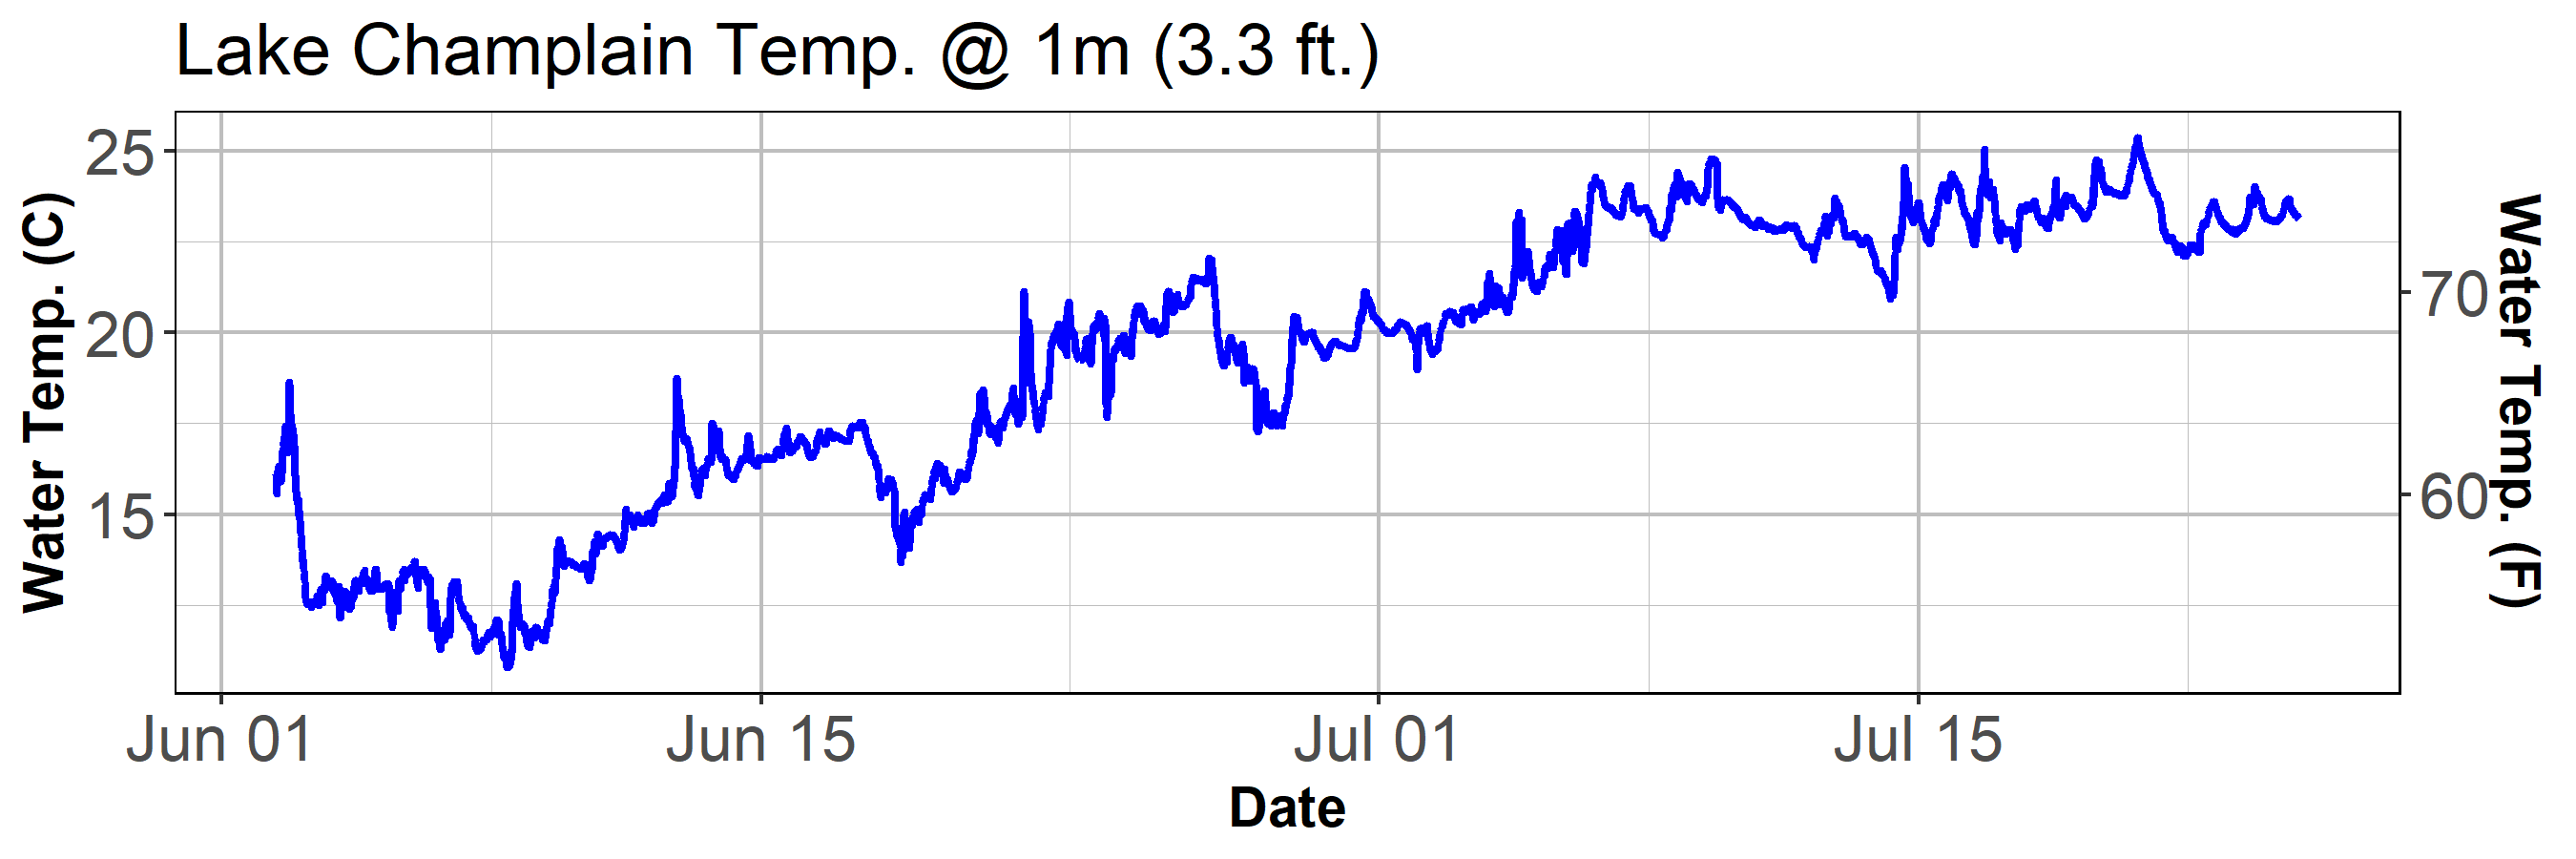 Lake Champlain Temp. @ 1m (3.3 ft.)
25
20
15
Water Temp. (C)
70
60
Water Temp. (F)
Jun 01
Jun 15
Jul 01
Jul 15
Date